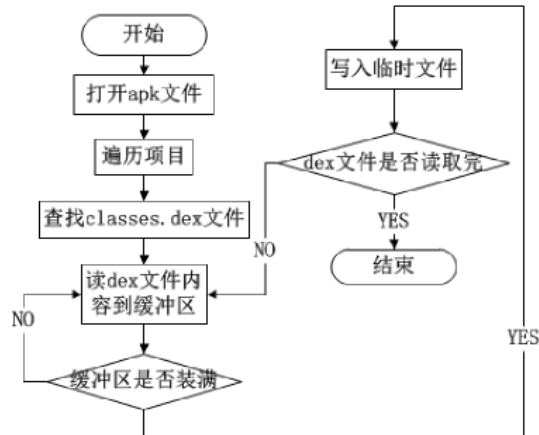 开始
打开apk文件
遍历项目
查找classes.dex文件
读dex文件内
容到缓冲区
NO
缓冲区是否装满
YES
写入临时文件
dex文件是否读取完
NO
YES
结束